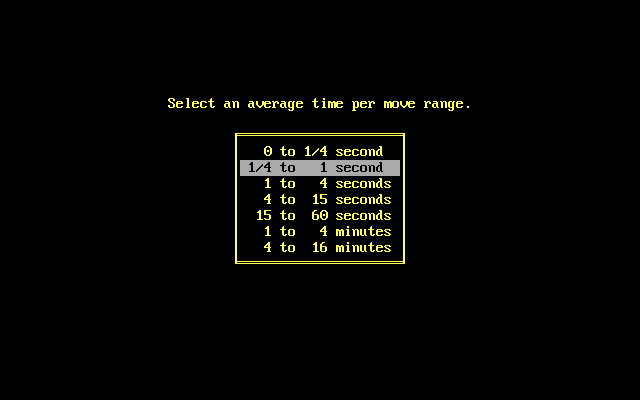 Select an average time per move range.
0 to 1/4 second
1/4 to 1 second
1 to 4 seconds
4 to 15 seconds
15 to 60 seconds
1 to 4 minutes
4 to 16 minutes